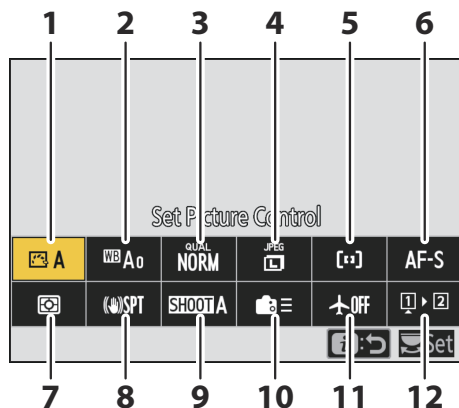 1 2 3 4 5 6
Set Picture Control
A WB A0 QUAL NORM JPEG L AF-S
SPT SHOOT A OFF 1 2
i : Set
7 8 9 10 11 12